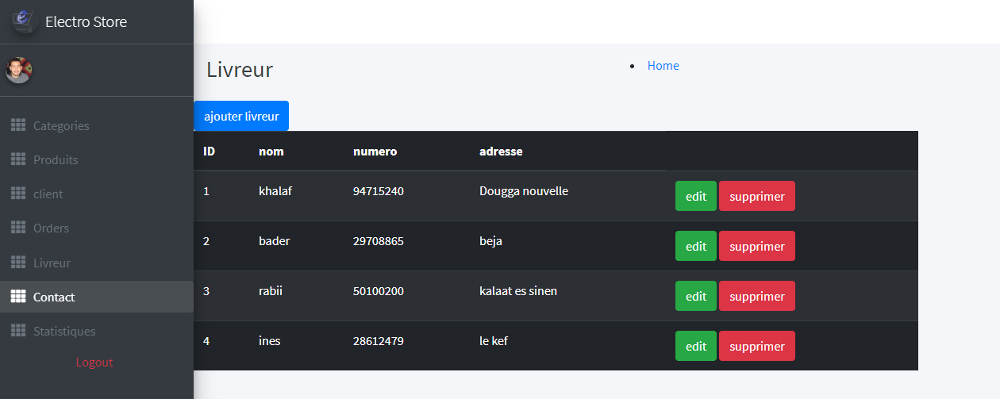 Electro Store
Categories
Produits
client
Orders
Livreur
Contact
Statistiques
Logout
Livreur
Home
ajouter livreur
ID nom numero adresse
1 khalaf 94715240 Dougga nouvelle edit supprimer
2 bader 29708865 beja edit supprimer
3 rabii 50100200 kalaat es sinen edit supprimer
4 ines 28612479 le kef edit supprimer